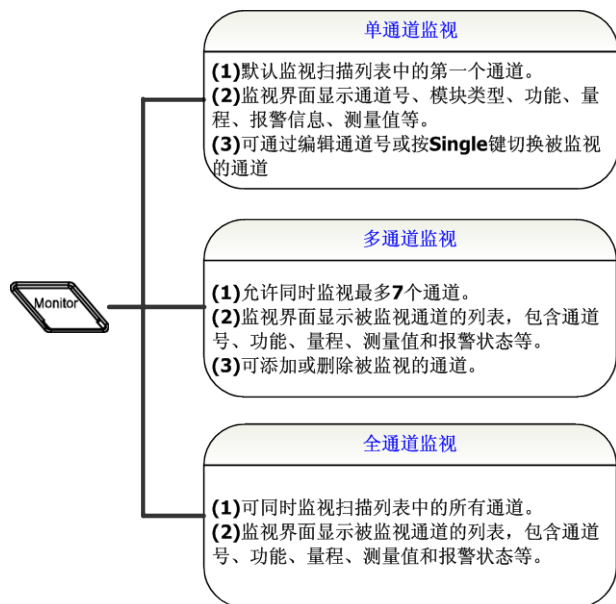 单通道监视
(1)默认监视扫描列表中的第一个通道。
(2)监视界面显示通道号、模块类型、功能、量
程、报警信息、测量值等。
(3)可通过编辑通道号或按Single键切换被监视
的通道
Monitor
多通道监视
(1)允许同时监视最多7个通道。
(2)监视界面显示被监视通道的列表，包含通道
号、功能、量程、测量值和报警状态等。
(3)可添加或删除被监视的通道。
全通道监视
(1)可同时监视扫描列表中的所有通道。
(2)监视界面显示被监视通道的列表，包含通道
号、功能、量程、测量值和报警状态等。